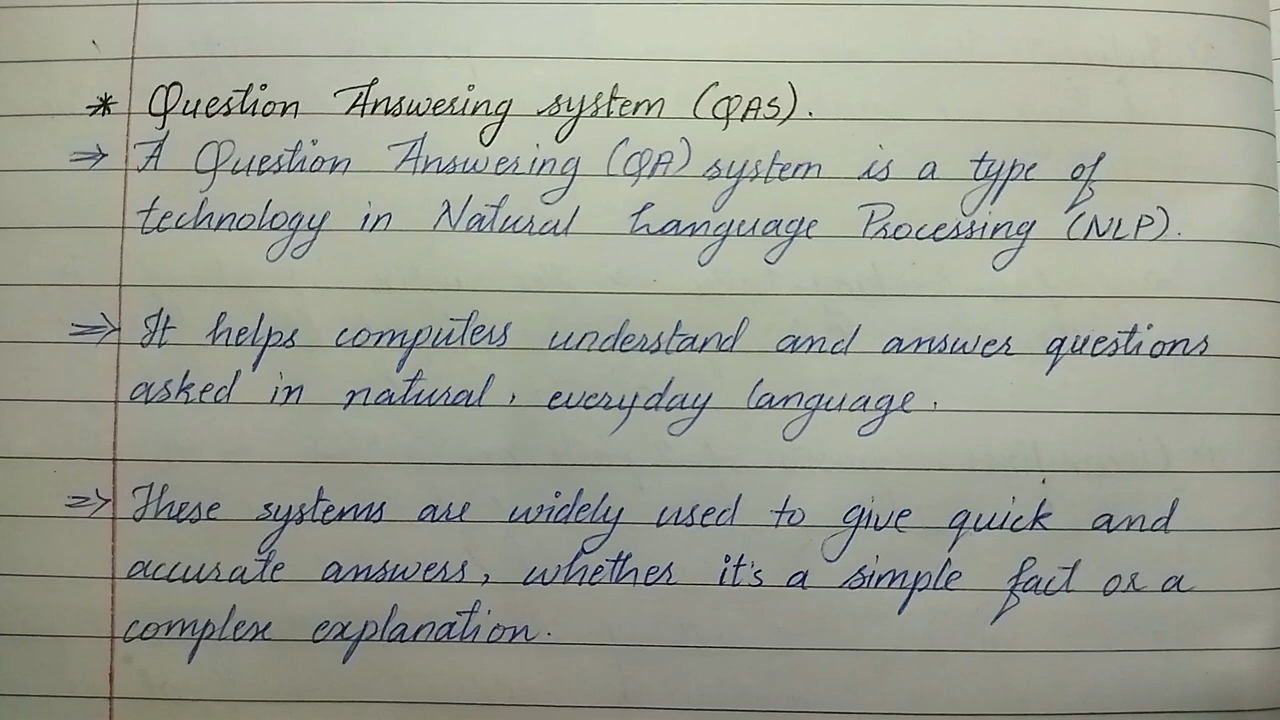 * Question Answering system (QAS).
⇒ A Question Answering (QA) system is a type of
technology in Natural Language Processing (NLP).
⇒ It helps computers understand and answer questions
asked in natural, everyday language.
⇒ These systems are widely used to give quick and
accurate answers, whether it's a simple fact or a
complex explanation.